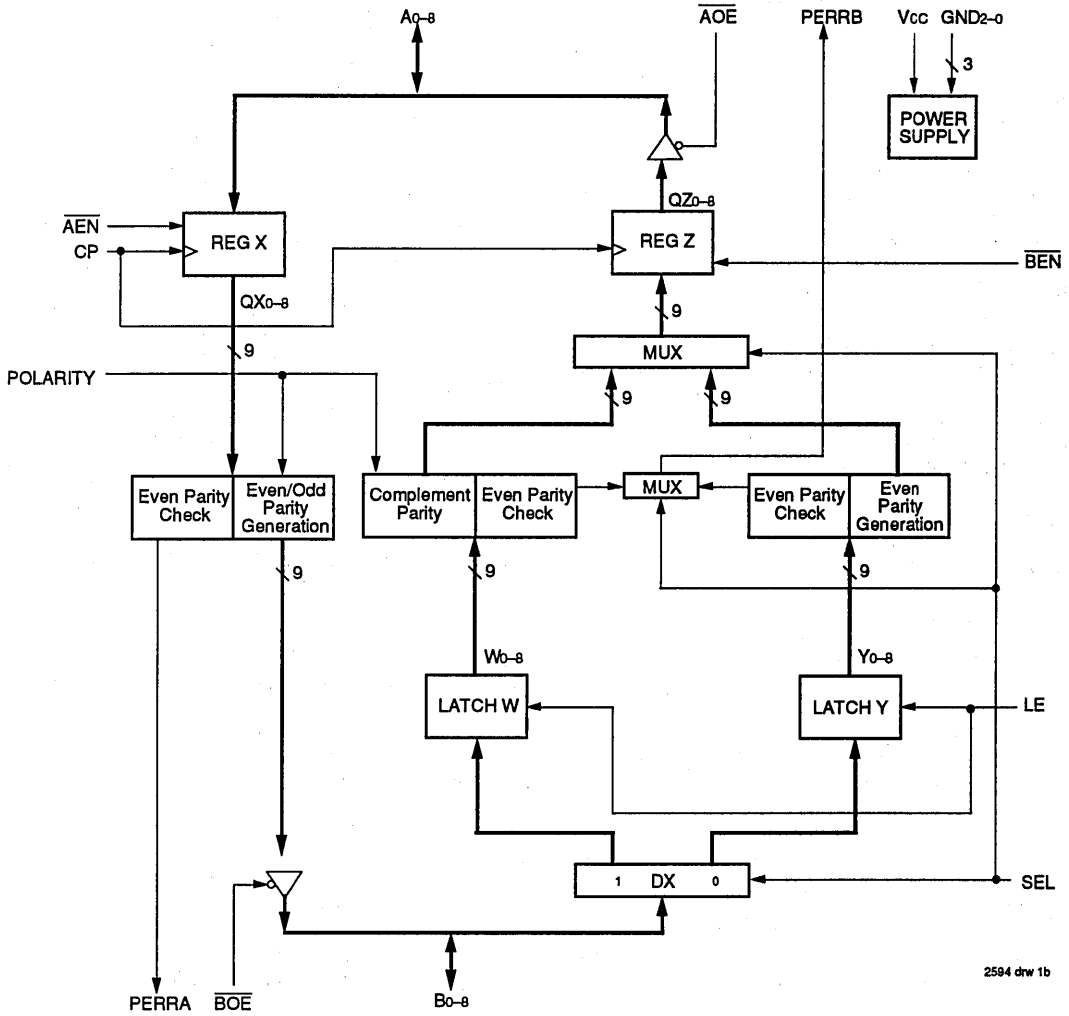 A0–8
AOE
PERRB
VCC
GND2–0
3
POWER
SUPPLY
QZ0–8
AEN
CP
REG X
REG Z
BEN
QX0–8
9
9
MUX
POLARITY
9
9
Even Parity
Check
Even/Odd
Parity
Generation
Complement
Parity
Even Parity
Check
MUX
Even Parity
Check
Even
Parity
Generation
9
9
9
W0–8
Y0–8
LATCH W
LATCH Y
LE
1
DX
0
SEL
PERRA
BOE
B0–8
2594 drw 1b